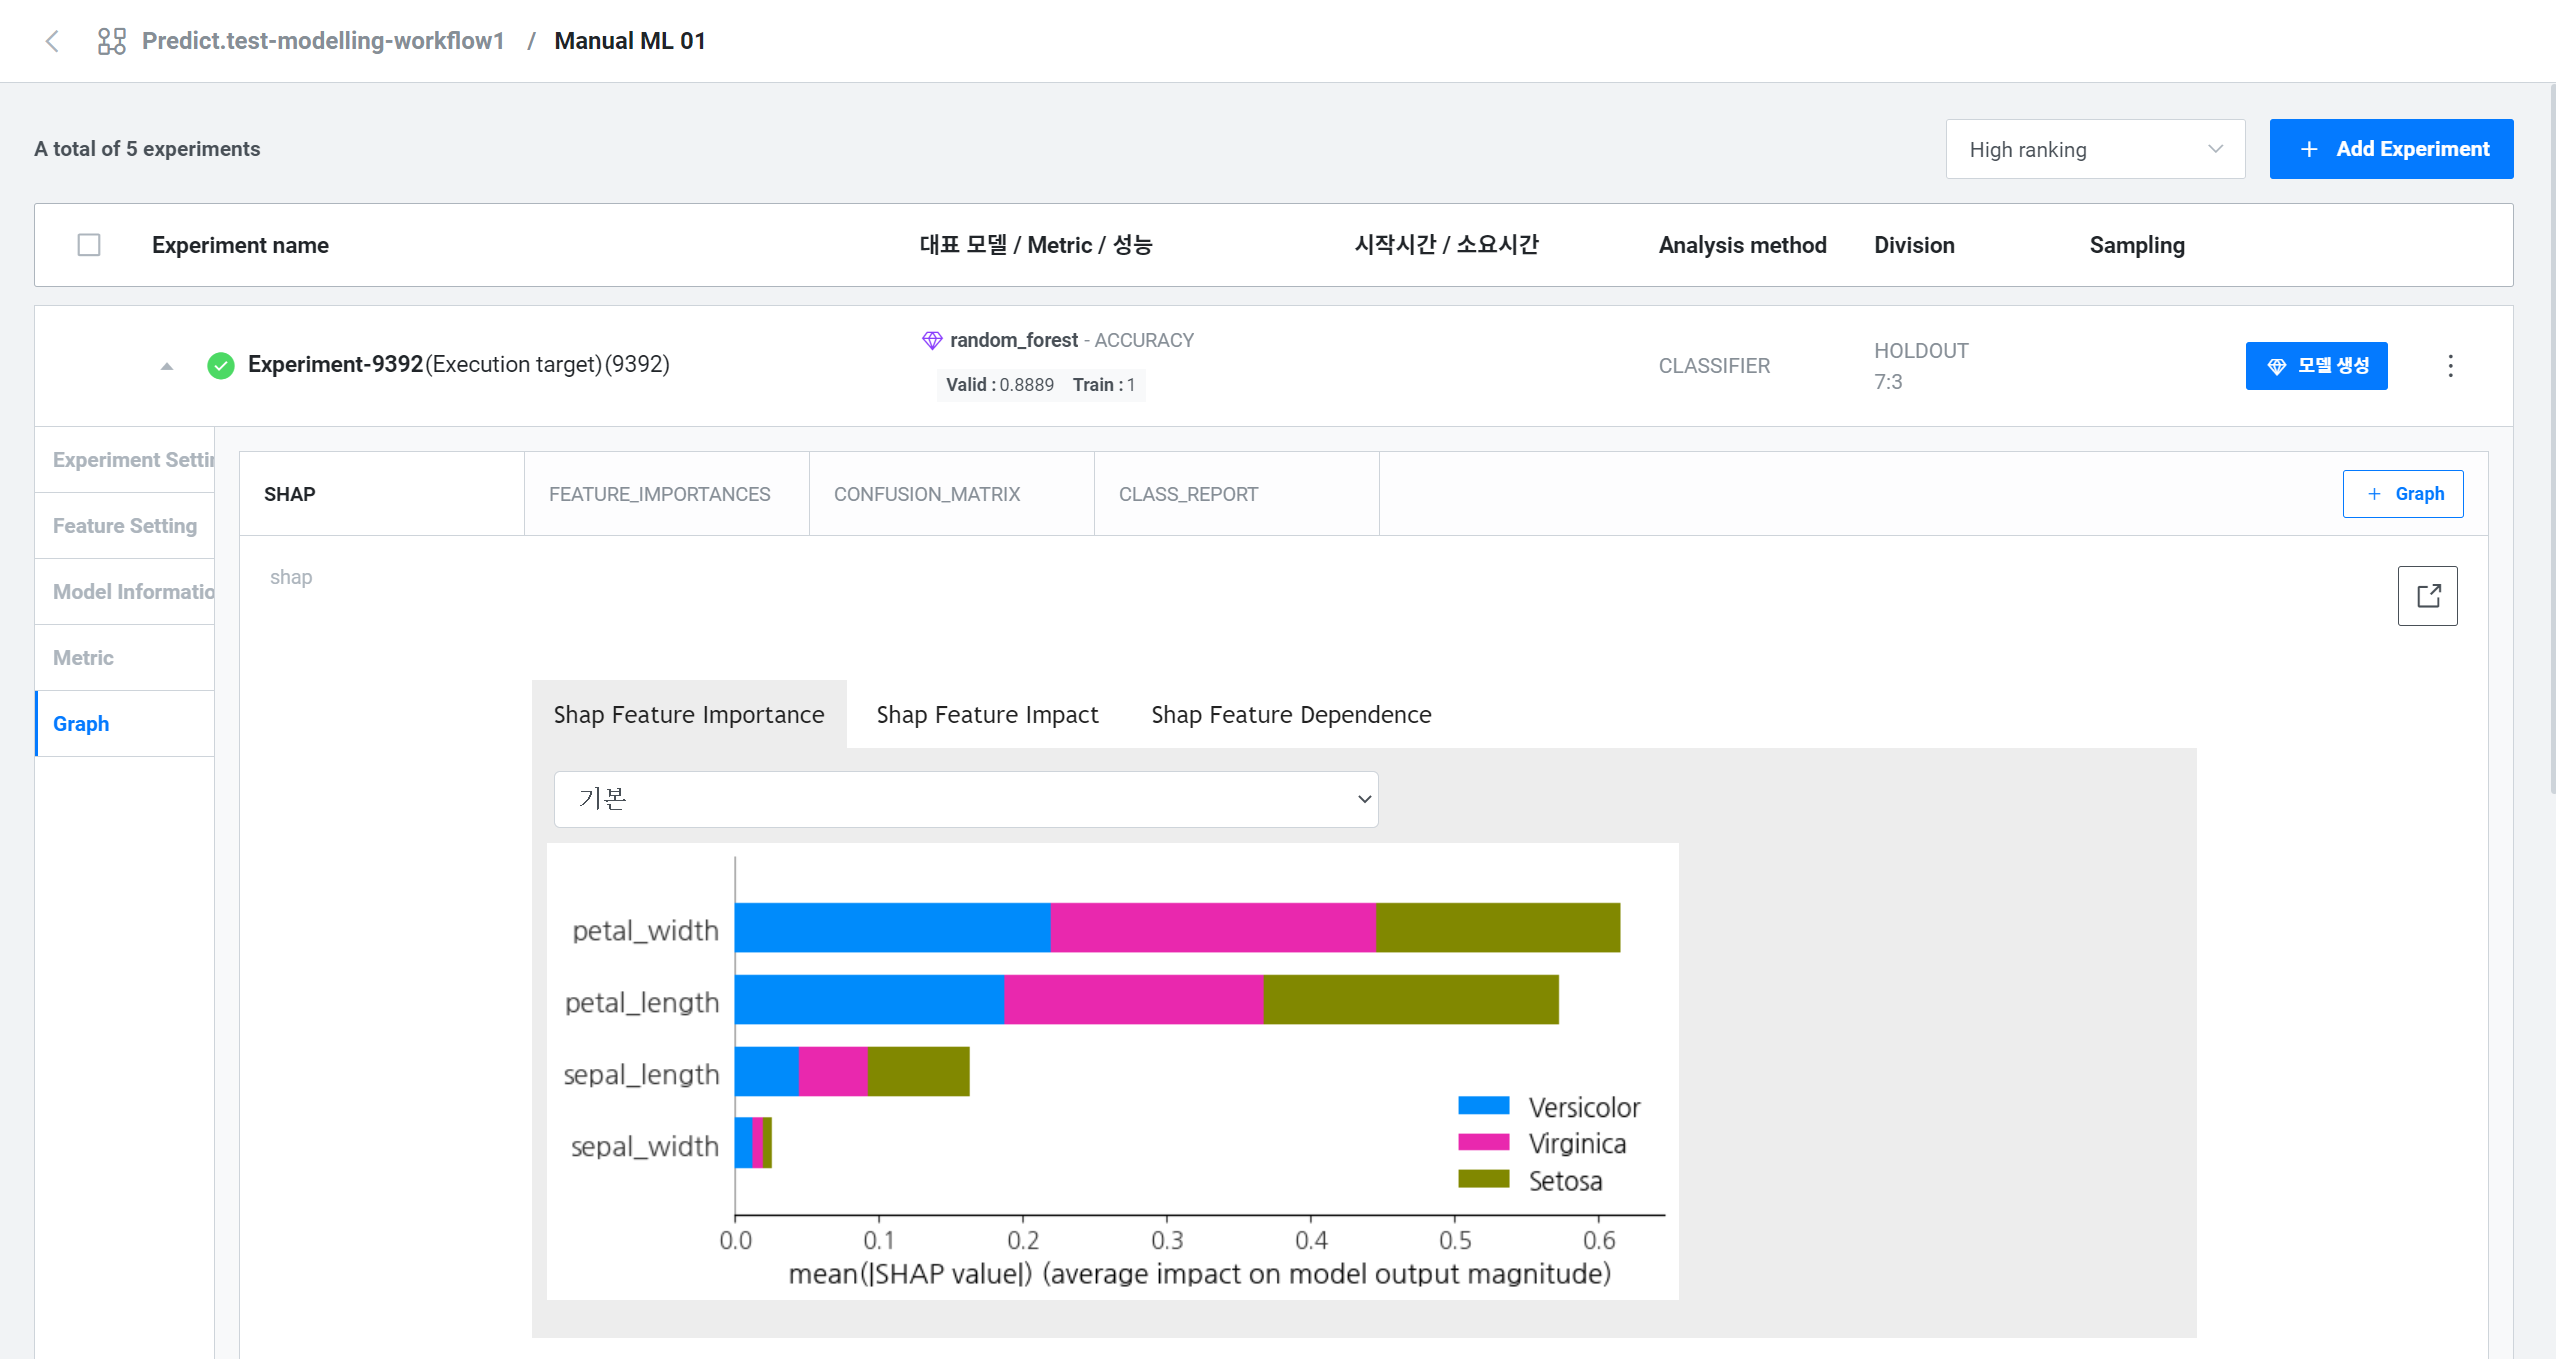 Predict.test-modelling-workflow1 / Manual ML 01
A total of 5 experiments
High ranking
+ Add Experiment
Experiment name
대표 모델 / Metric / 성능
시작시간 / 소요시간
Analysis method
Division
Sampling
Experiment-9392(Execution target)(9392)
random_forest - ACCURACY
Valid : 0.8889 Train : 1
CLASSIFIER
HOLDOUT
7:3
모델 생성
Experiment Settin
Feature Setting
Model Informatio
Metric
Graph
SHAP
FEATURE_IMPORTANCES
CONFUSION_MATRIX
CLASS_REPORT
+ Graph
shap
Shap Feature Importance
Shap Feature Impact
Shap Feature Dependence
기본
petal_width
petal_length
sepal_length
sepal_width
Versicolor
Virginica
Setosa
0.0 0.1 0.2 0.3 0.4 0.5 0.6
mean(|SHAP value|) (average impact on model output magnitude)